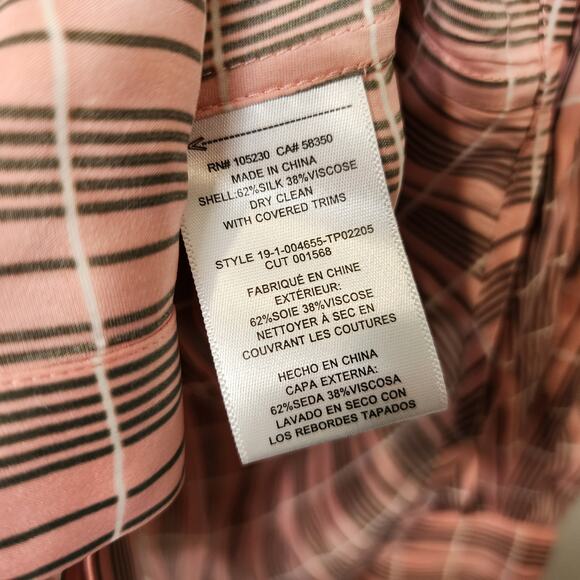 RN# 105230 CA# 58350
MADE IN CHINA
SHELL:62%SILK 38%VISCOSE
DRY CLEAN
WITH COVERED TRIMS
STYLE 19-1-004655-TP02205
CUT 001568
FABRIQUÉ EN CHINE
EXTÉRIEUR:
62%SOIE 38%VISCOSE
NETTOYER À SEC EN
COUVRANT LES COUTURES
HECHO EN CHINA
CAPA EXTERNA:
62%SEDA 38%VISCOSA
LAVADO EN SECO CON
LOS REBORDES TAPADOS